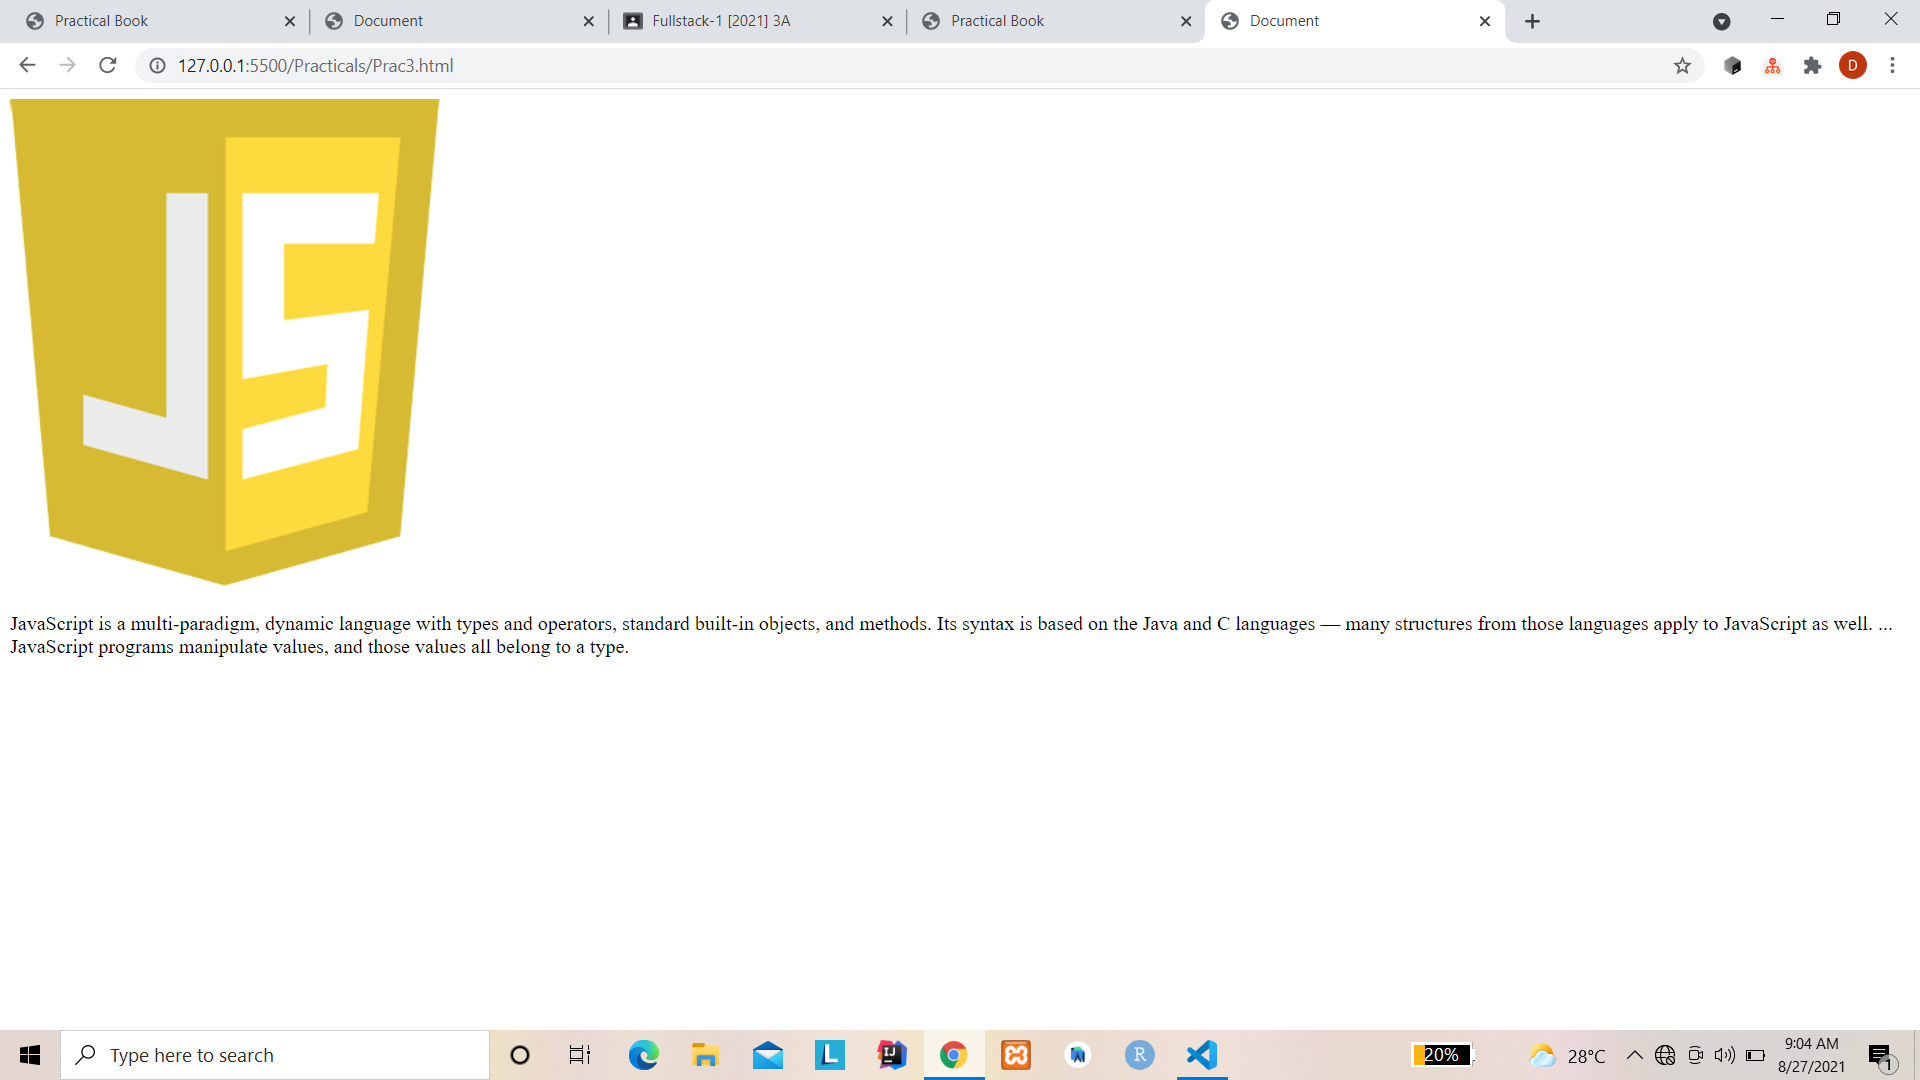 Practical Book
Document
Fullstack-1 [2021] 3A
Practical Book
Document
127.0.0.1:5500/Practicals/Prac3.html
D
JS
JavaScript is a multi-paradigm, dynamic language with types and operators, standard built-in objects, and methods. Its syntax is based on the Java and C languages — many structures from those languages apply to JavaScript as well. ...
JavaScript programs manipulate values, and those values all belong to a type.
Type here to search
L
IJ
R
20%
28°C
9:04 AM
8/27/2021
1